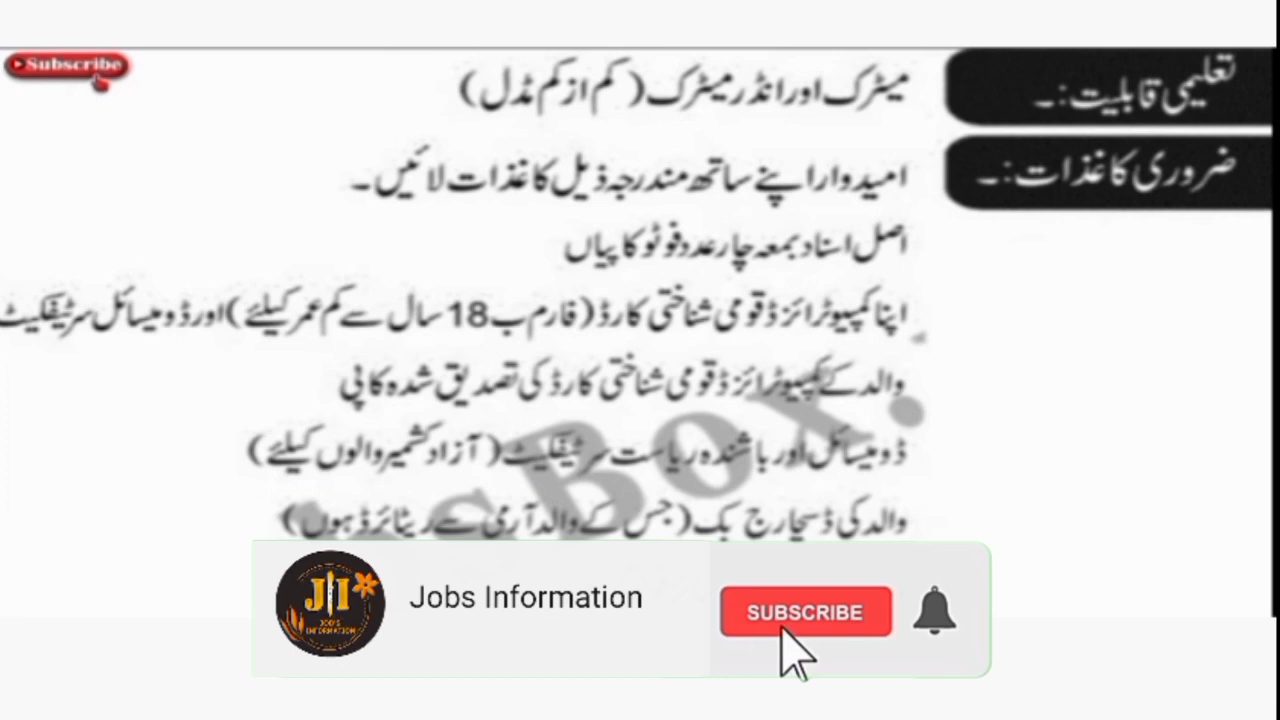 Subscribe
تعلیمی قابلیت:۔ میٹرک اور انڈر میٹرک (کم از کم مڈل)
ضروری کاغذات:۔ امیدوار اپنے ساتھ مندرجہ ذیل کاغذات لائیں۔
اصل اسناد بمعہ چار عدد فوٹو کاپیاں
اپنا کمپیوٹرائزڈ قومی شناختی کارڈ (فارم ب 18 سال سے کم عمر کیلئے) اور ڈومیسائل سرٹیفکیٹ
والد کے کمپیوٹرائزڈ قومی شناختی کارڈ کی تصدیق شدہ کاپی
ڈومیسائل اور باشندہ ریاست سرٹیفکیٹ (آزاد کشمیر والوں کیلئے)
والد کی ڈسچارج بک (جس کے والد آرمی سے ریٹائرڈ ہوں)
JI
JOB'S
INFORMATION
Jobs Information
SUBSCRIBE